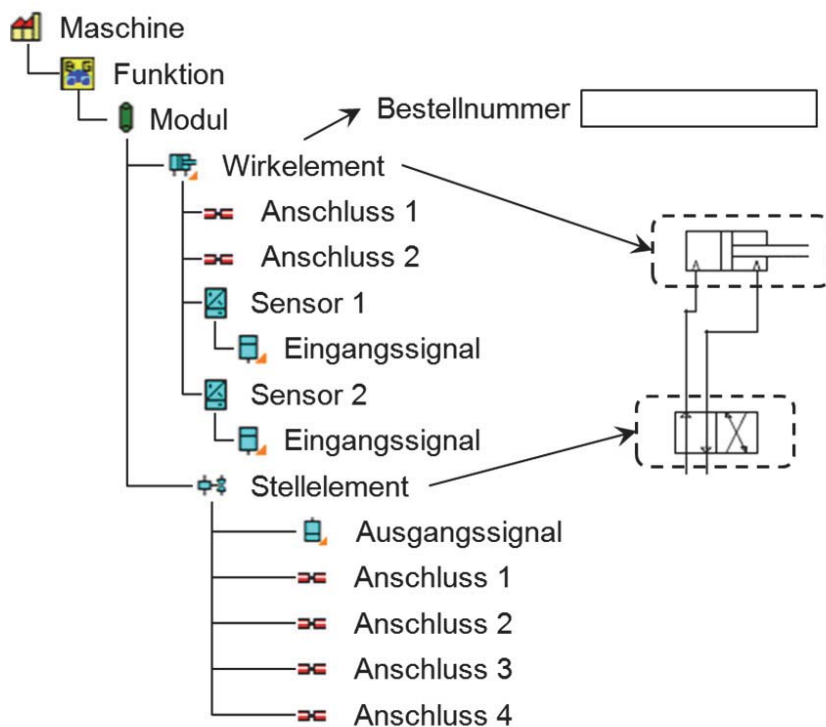 Maschine
Funktion
Modul
Bestellnummer
Wirkelement
Anschluss 1
Anschluss 2
Sensor 1
Eingangssignal
Sensor 2
Eingangssignal
Stellelement
Ausgangssignal
Anschluss 1
Anschluss 2
Anschluss 3
Anschluss 4